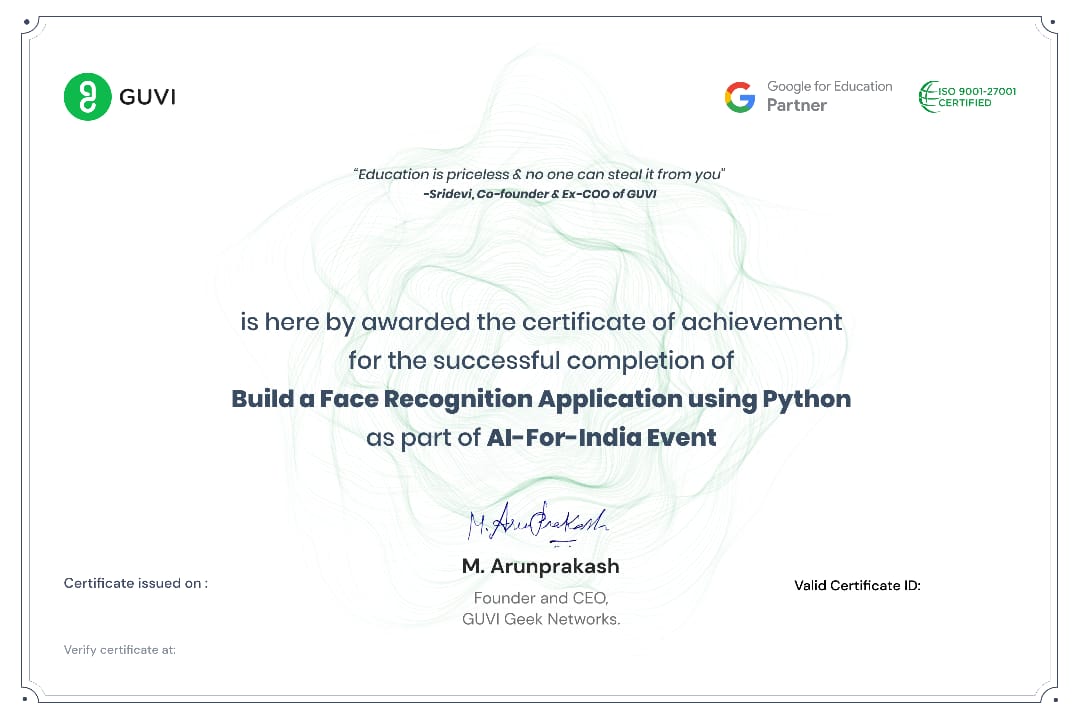 GUVI
Google for Education
Partner
ISO 9001-27001
CERTIFIED
"Education is priceless & no one can steal it from you"
-Sridevi, Co-founder & Ex-COO of GUVI
is here by awarded the certificate of achievement
for the successful completion of
Build a Face Recognition Application using Python
as part of AI-For-India Event
M. Arunprakash
M. Arunprakash
Founder and CEO,
GUVI Geek Networks.
Certificate issued on :
Valid Certificate ID:
Verify certificate at: